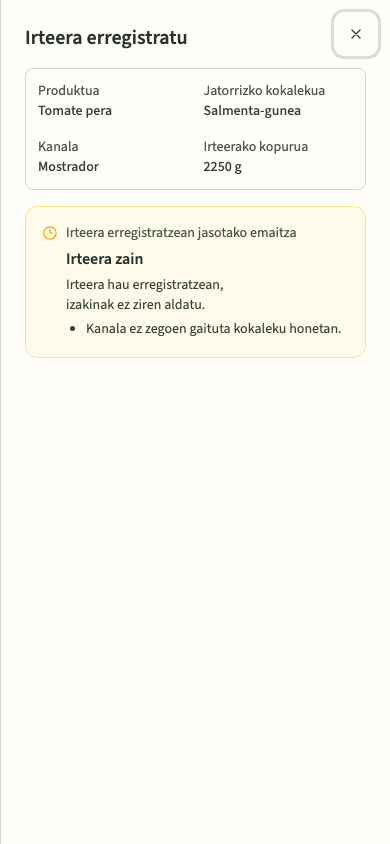 Irteera erregistratu
Produktua
Tomate pera
Jatorrizko kokalekua
Salmenta-gunea
Kanala
Mostrador
Irteerako kopurua
2250 g
Irteera erregistratzean jasotako emaitza
Irteera zain
Irteera hau erregistratzean,
izakinak ez ziren aldatu.
• Kanala ez zegoen gaituta kokaleku honetan.